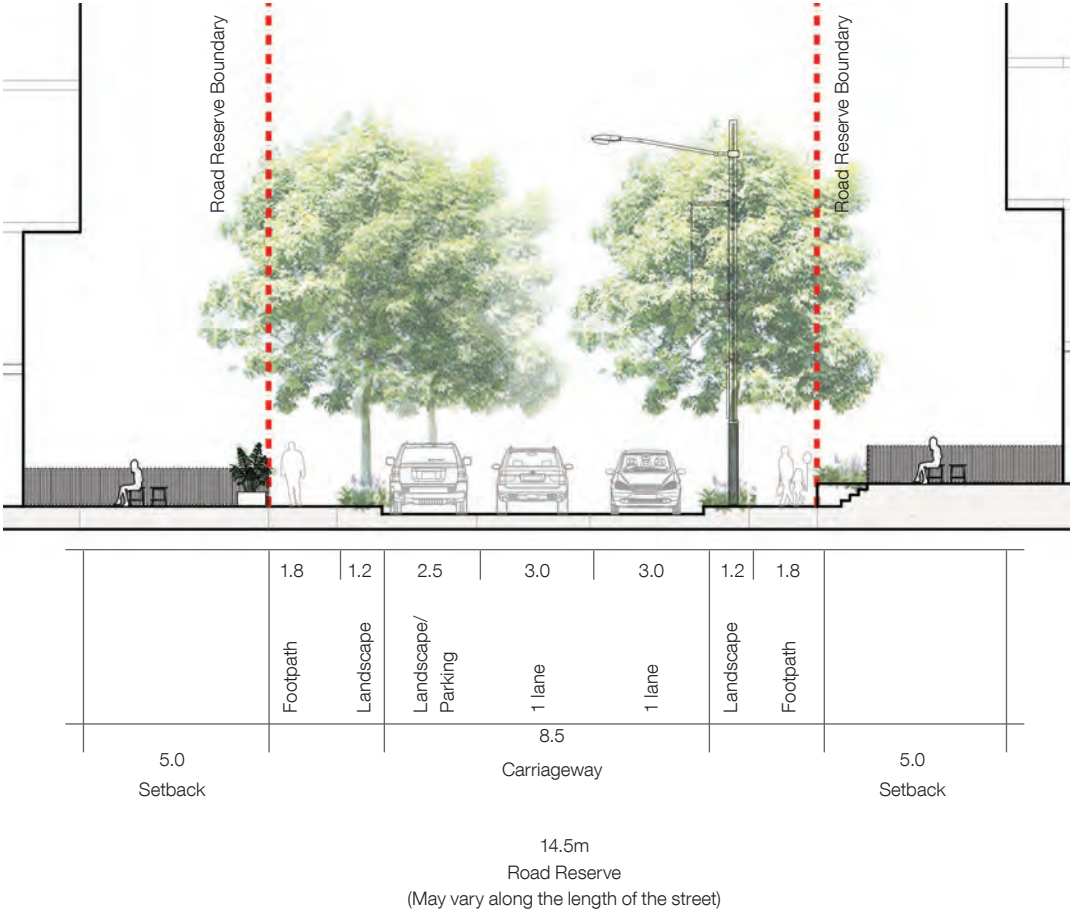 Road Reserve Boundary
Road Reserve Boundary
1.8
1.2
2.5
3.0
3.0
1.2
1.8
Footpath
Landscape
Landscape/
Parking
1 lane
1 lane
Landscape
Footpath
5.0
Setback
8.5
Carriageway
5.0
Setback
14.5m
Road Reserve
(May vary along the length of the street)